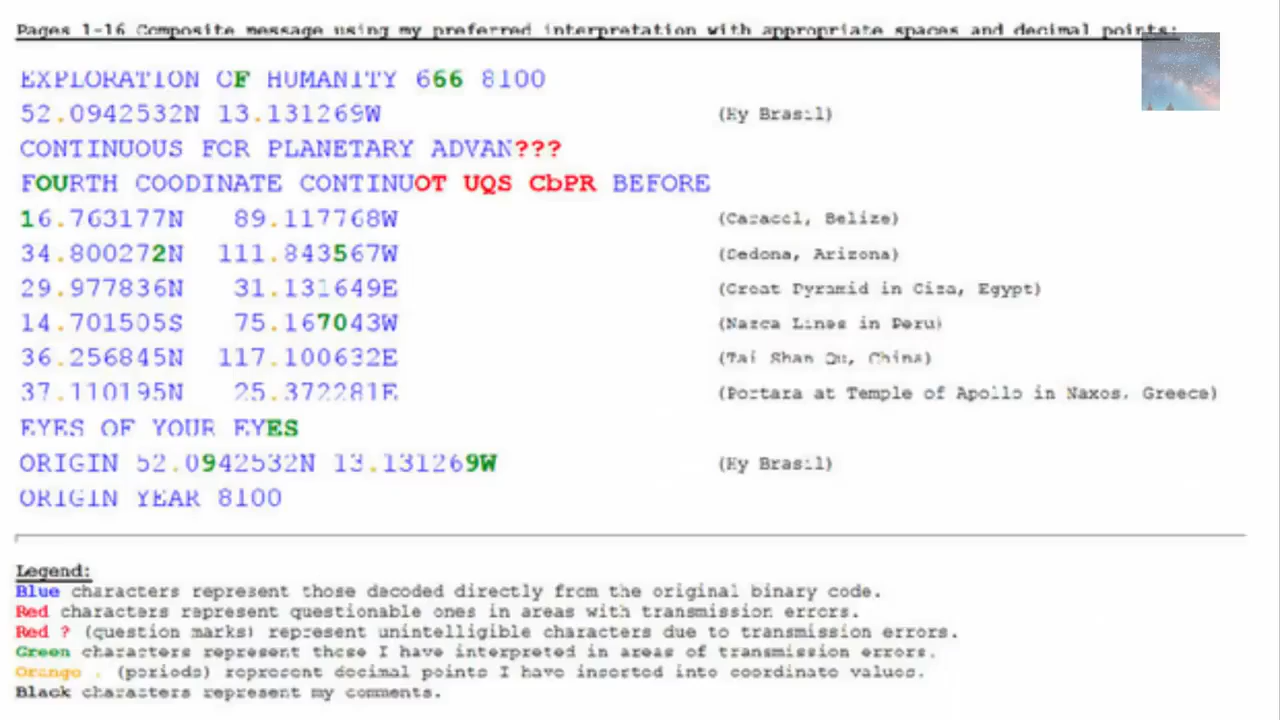 Pages 1-16 Composite message using my preferred interpretation with appropriate spaces and decimal points:
EXPLORATION OF HUMANITY 666 8100
52.0942532N 13.131269W (Hy Brasil)
CONTINUOUS FOR PLANETARY ADVAN???
FOURTH COODINATE CONTINUOT UQS CbPR BEFORE
16.763177N 89.117768W (Caracol, Belize)
34.800272N 111.843567W (Sedona, Arizona)
29.977836N 31.131649E (Great Pyramid in Giza, Egypt)
14.701505S 75.167043W (Nazca Lines in Peru)
36.256845N 117.100632E (Tai Shan Qu, China)
37.110195N 25.372281E (Portara at Temple of Apollo in Naxos, Greece)
EYES OF YOUR EYES
ORIGIN 52.0942532N 13.131269W (Hy Brasil)
ORIGIN YEAR 8100
Legend:
Blue characters represent those decoded directly from the original binary code.
Red characters represent questionable ones in areas with transmission errors.
Red ? (question marks) represent unintelligible characters due to transmission errors.
Green characters represent those I have interpreted in areas of transmission errors.
Orange . (periods) represent decimal points I have inserted into coordinate values.
Black characters represent my comments.